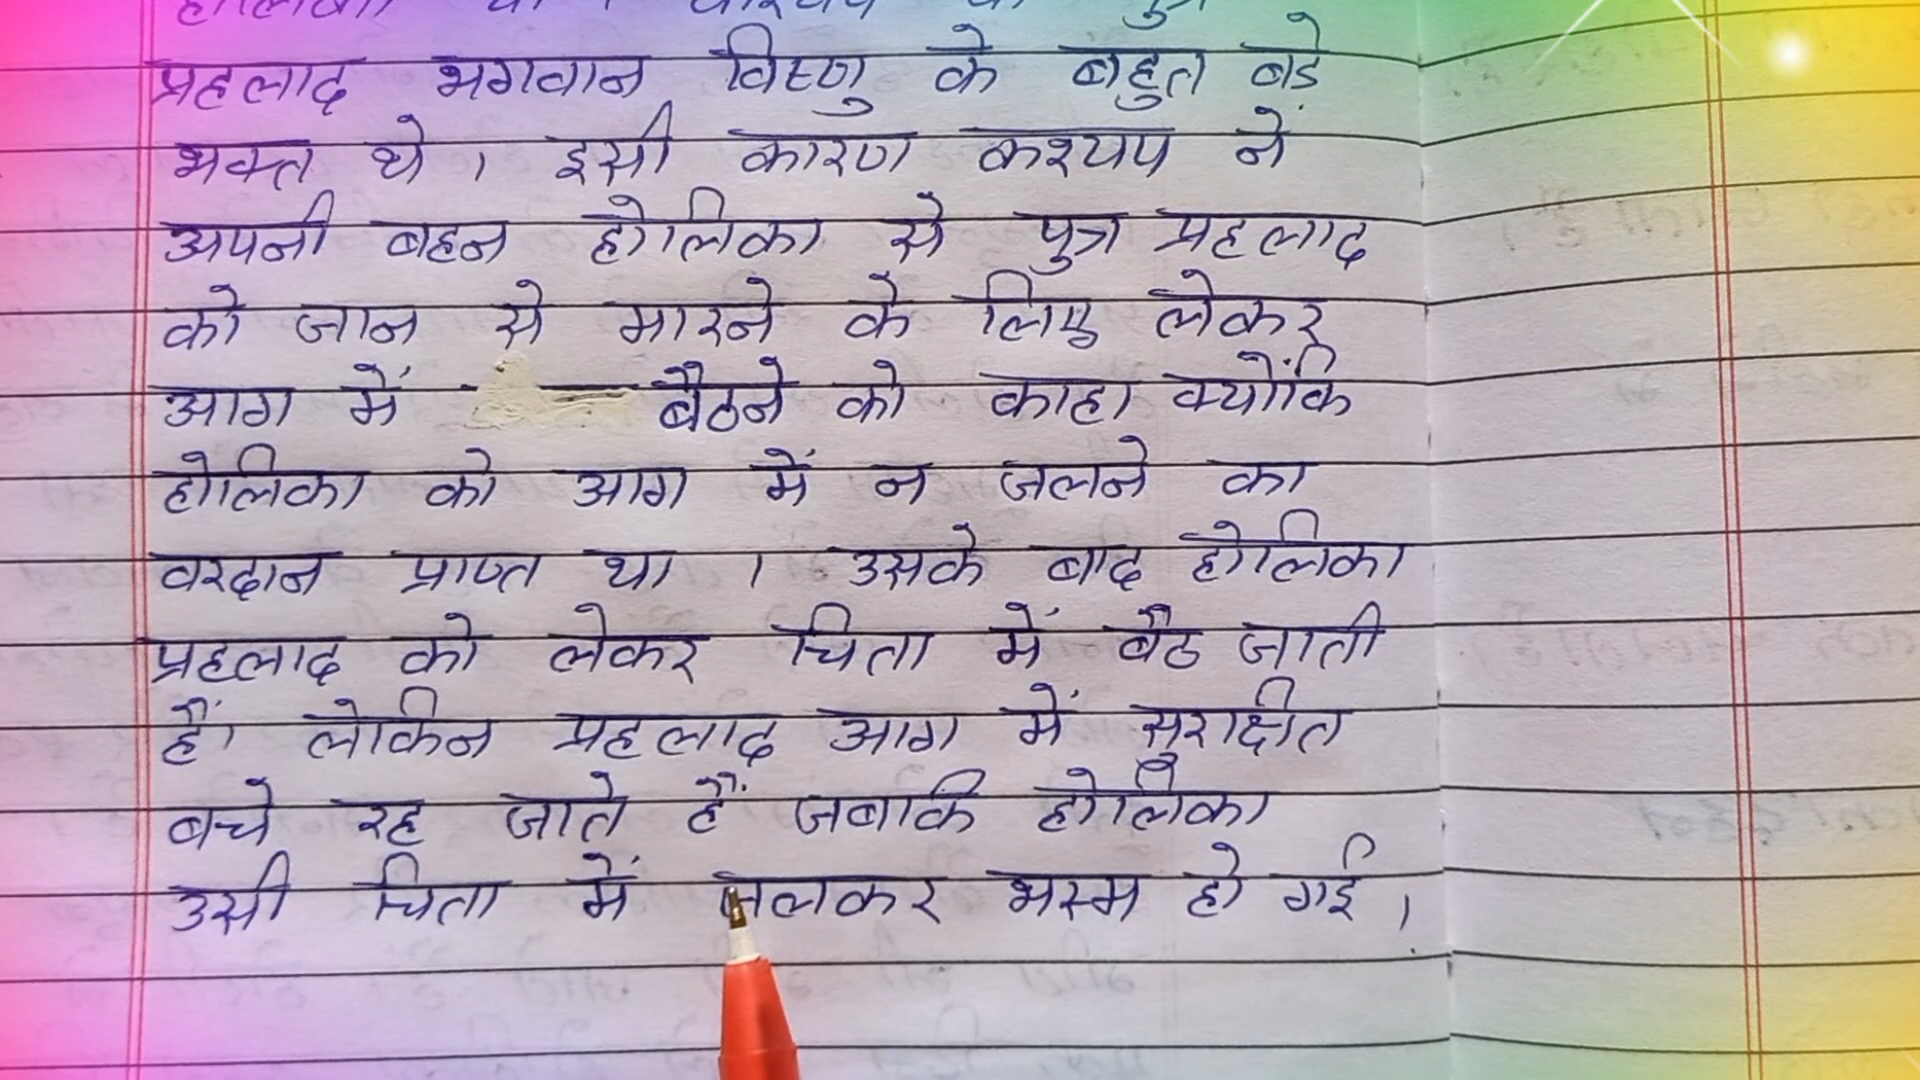 प्रहलाद भगवान विष्णु के बहुत बड़े
भक्त थे। इसी कारण कश्यप ने
अपनी बहन होलिका से पुत्र प्रहलाद
को जान से मारने के लिए लेकर
आग में बैठने को काहा क्योंकि
होलिका को आग में न जलने का
वरदान प्राप्त था । उसके बाद होलिका
प्रहलाद को लेकर चिता में बैठ जाती
हैं। लेकिन प्रहलाद आग में सुरक्षीत
बचे रह जाते हैं जबकि होलिका
उसी चिता में जलकर भस्म हो गई ।